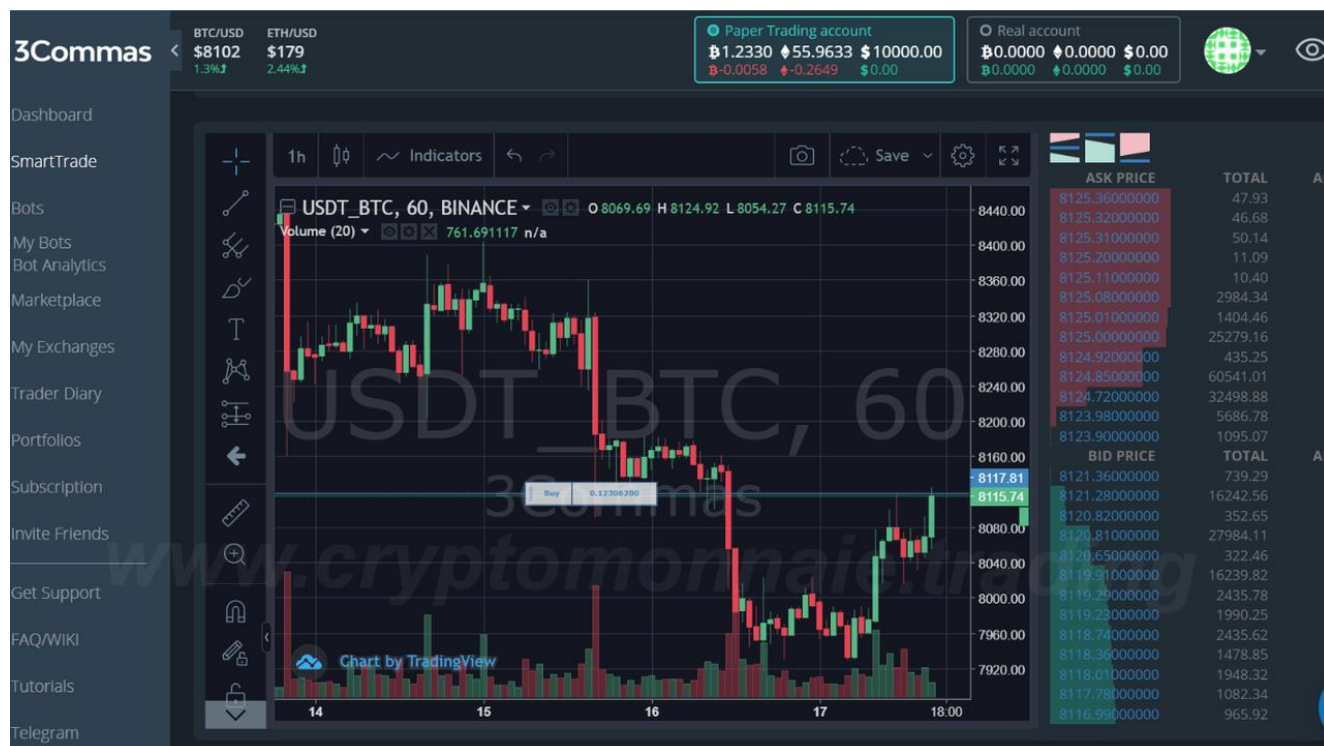 3Commas
BTC/USD ETH/USD
$8102 $179
1.3% 2.44%
Paper Trading account
1.2330 55.9633 $10000.00
-0.0058 -0.2649 $0.00
Real account
0.0000 0.0000 $0.00
0.0000 0.0000 $0.00
Dashboard
SmartTrade
Bots
My Bots
Bot Analytics
Marketplace
My Exchanges
Trader Diary
Portfolios
Subscription
Invite Friends
Get Support
FAQ/WIKI
Tutorials
Telegram
1h Indicators Save
USDT_BTC, 60, BINANCE O 8069.69 H 8124.92 L 8054.27 C 8115.74
Volume (20) 761.691117 n/a
USDT_BTC, 60
3Commas
Buy 0.12306200
www.cryptomonnaie.trading
Chart by TradingView
8440.00
8400.00
8360.00
8320.00
8280.00
8240.00
8200.00
8160.00
8117.81
8115.74
8080.00
8040.00
8000.00
7960.00
7920.00
14 15 16 17 18:00
ASK PRICE TOTAL A
8125.36000000 47.93
8125.32000000 46.68
8125.31000000 50.14
8125.20000000 11.09
8125.11000000 10.40
8125.08000000 2984.34
8125.01000000 1404.46
8125.00000000 25279.16
8124.92000000 435.25
8124.85000000 60541.01
8124.72000000 32498.88
8123.98000000 5686.78
8123.90000000 1095.07
BID PRICE TOTAL A
8121.36000000 739.29
8121.28000000 16242.56
8120.82000000 352.65
8120.81000000 27984.11
8120.65000000 322.46
8119.91000000 16239.82
8119.29000000 2435.78
8119.23000000 1990.25
8118.74000000 2435.62
8118.36000000 1478.85
8118.01000000 1948.32
8117.78000000 1082.34
8116.99000000 965.92